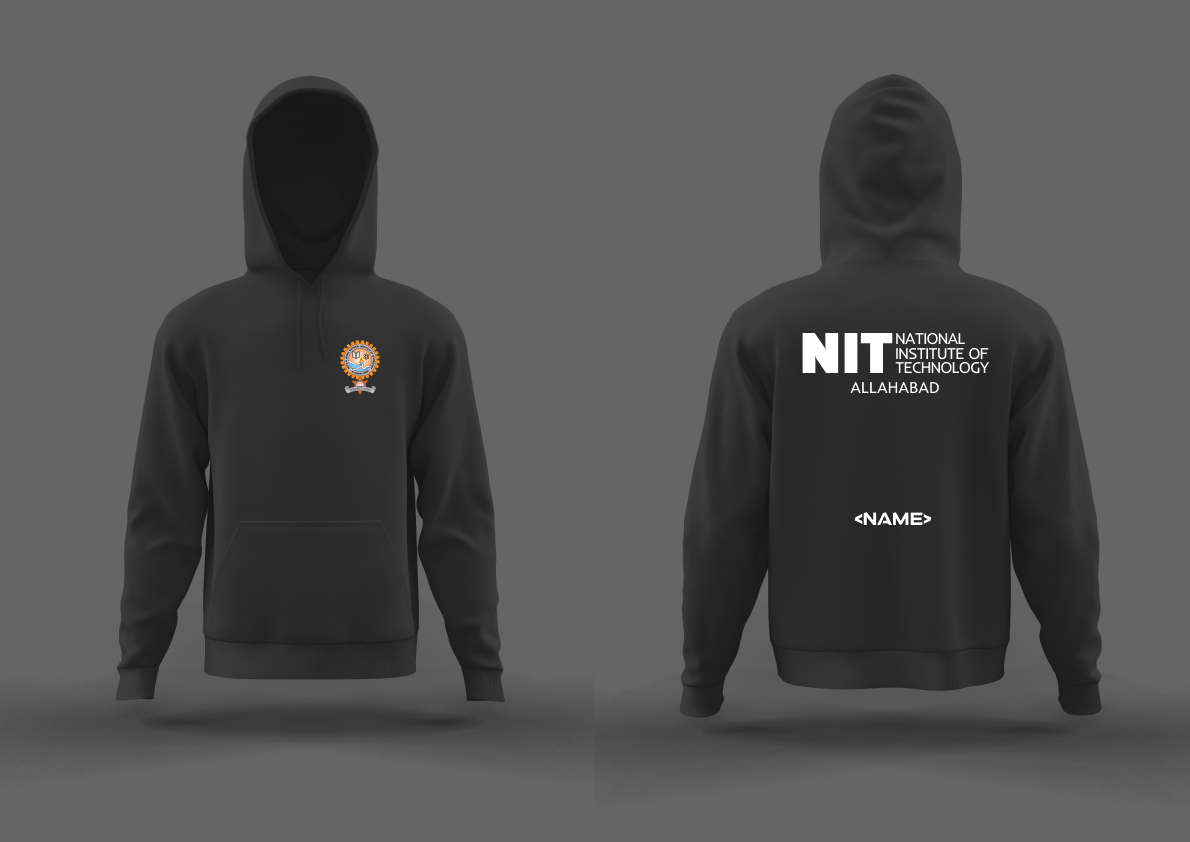 NIT NATIONAL
INSTITUTE OF
TECHNOLOGY
ALLAHABAD
<NAME>